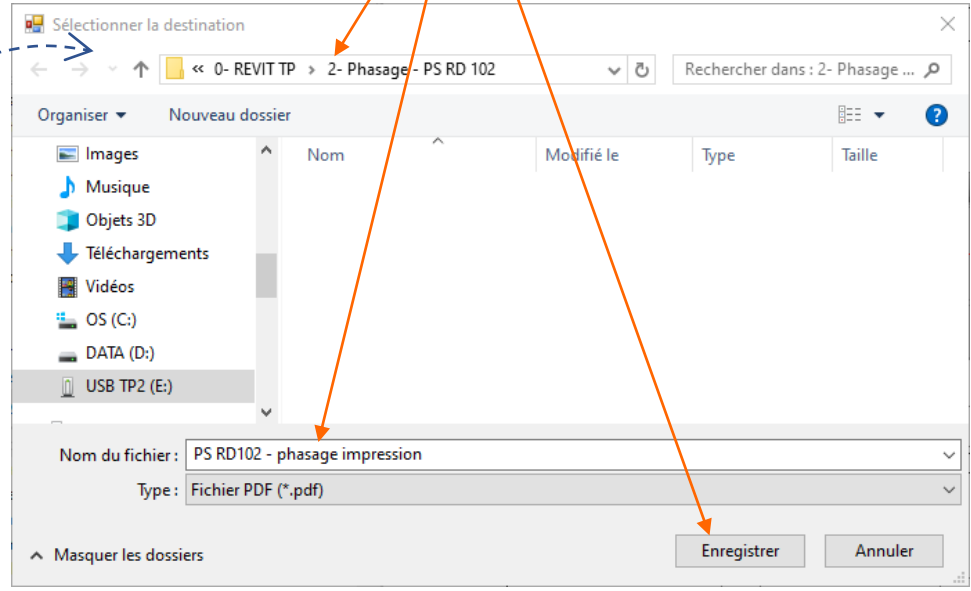 Sélectionner la destination
« 0- REVIT TP › 2- Phasage - PS RD 102
Rechercher dans : 2- Phasage ...
Organiser
Nouveau dossier
Nom
Modifié le
Type
Taille
Images
Musique
Objets 3D
Téléchargements
Vidéos
OS (C:)
DATA (D:)
USB TP2 (E:)
Nom du fichier : PS RD102 - phasage impression
Type : Fichier PDF (*.pdf)
Masquer les dossiers
Enregistrer
Annuler